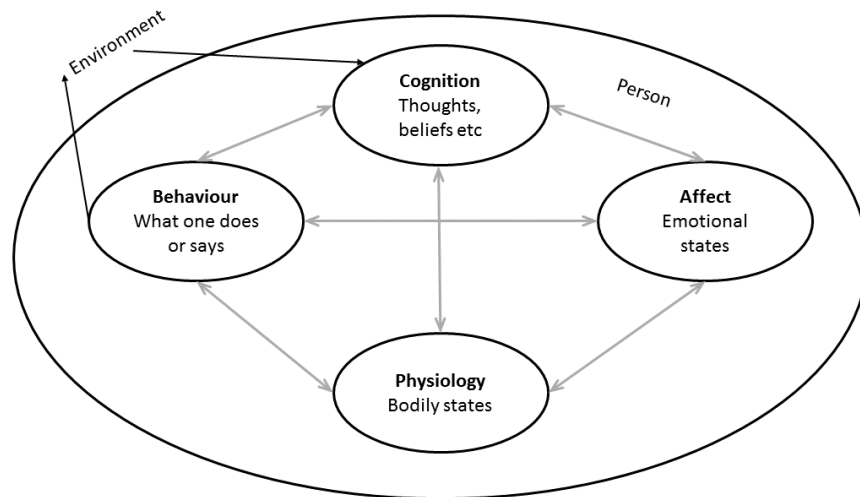 Environment
Cognition
Thoughts,
beliefs etc
Person
Behaviour
What one does
or says
Affect
Emotional
states
Physiology
Bodily states